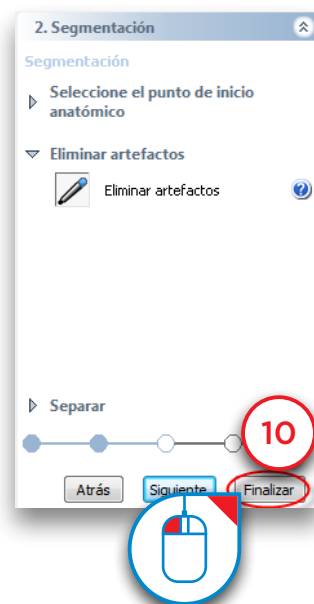 2. Segmentación
Segmentación
Seleccione el punto de inicio
anatómico
Eliminar artefactos
Eliminar artefactos
Separar
10
Atrás Siguiente Finalizar